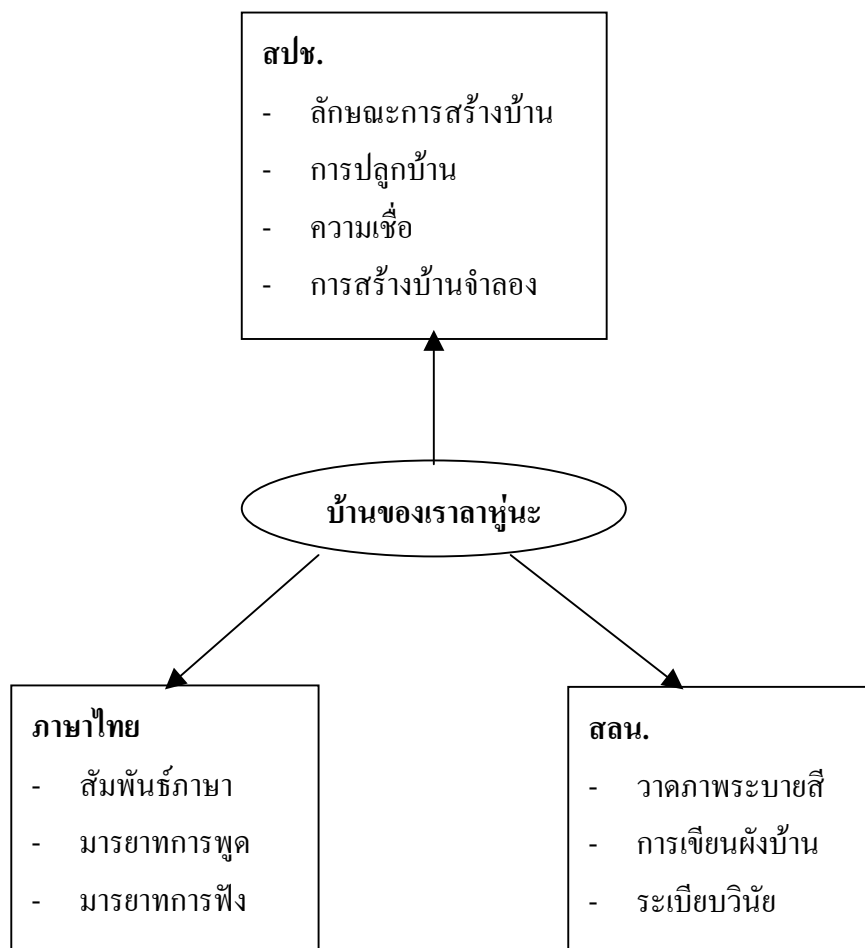 สปช.
- ลักษณะการสร้างบ้าน
- การปลูกบ้าน
- ความเชื่อ
- การสร้างบ้านจำลอง
บ้านของเราลาหู่นะ
ภาษาไทย
- สัมพันธ์ภาษา
- มารยาทการพูด
- มารยาทการฟัง
สลน.
- วาดภาพระบายสี
- การเขียนผังบ้าน
- ระเบียบวินัย